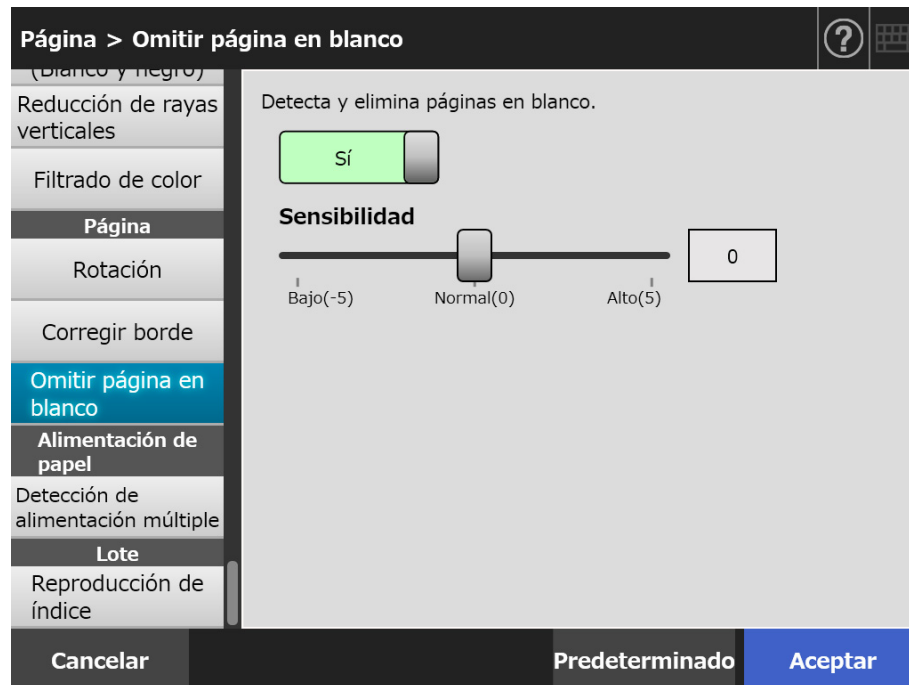 Página > Omitir página en blanco
?
(Blanco y negro)
Reducción de rayas
verticales
Filtrado de color
Página
Rotación
Corregir borde
Omitir página en
blanco
Alimentación de
papel
Detección de
alimentación múltiple
Lote
Reproducción de
índice
Detecta y elimina páginas en blanco.
Sí
Sensibilidad
0
Bajo(-5) Normal(0) Alto(5)
Cancelar Predeterminado Aceptar